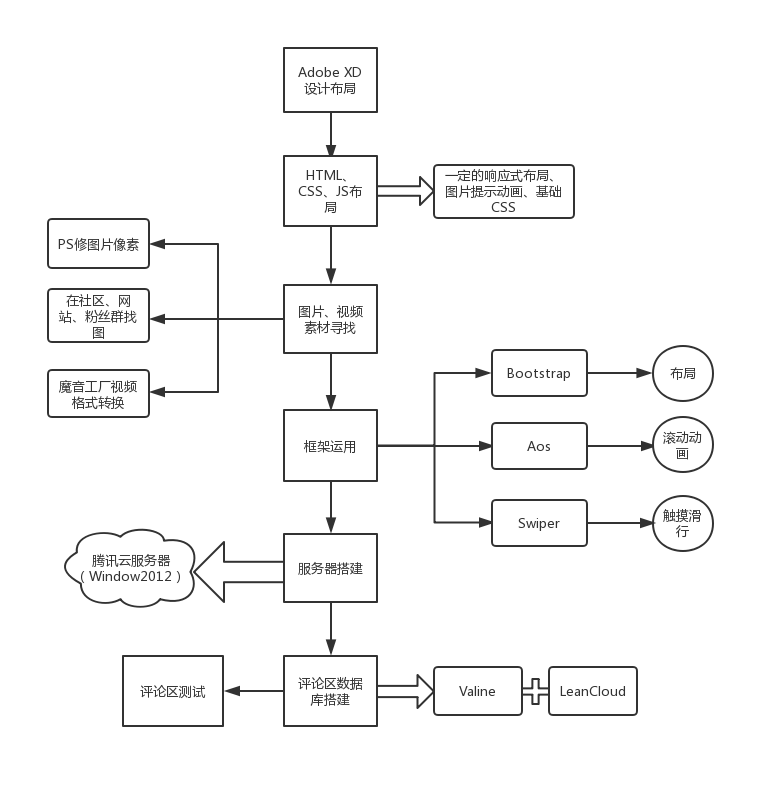 Adobe XD
设计布局
HTML、
CSS、JS布
局
一定的响应式布局、
图片提示动画、基础
CSS
PS修图片像素
在社区、网
站、粉丝群找
图
魔音工厂视频
格式转换
图片、视频
素材寻找
框架运用
Bootstrap
布局
Aos
滚动动
画
Swiper
触摸滑
行
服务器搭建
腾讯云服务器
（Window2012）
评论区数据
库搭建
评论区测试
Valine
LeanCloud